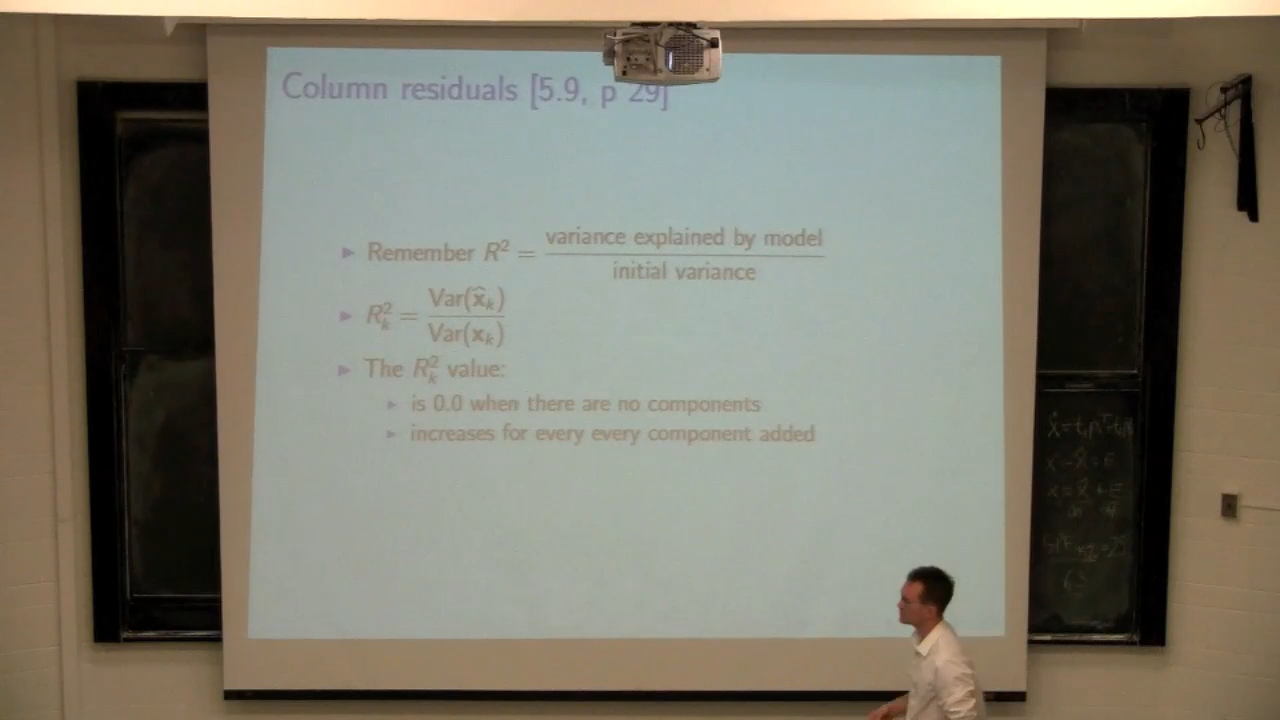 Column residuals [5.9, p 29]
▶ Remember R² = variance explained by model / initial variance
▶ R²ₖ = Var(x̂ₖ) / Var(xₖ)
▶ The R²ₖ value:
▶ is 0.0 when there are no components
▶ increases for every every component added